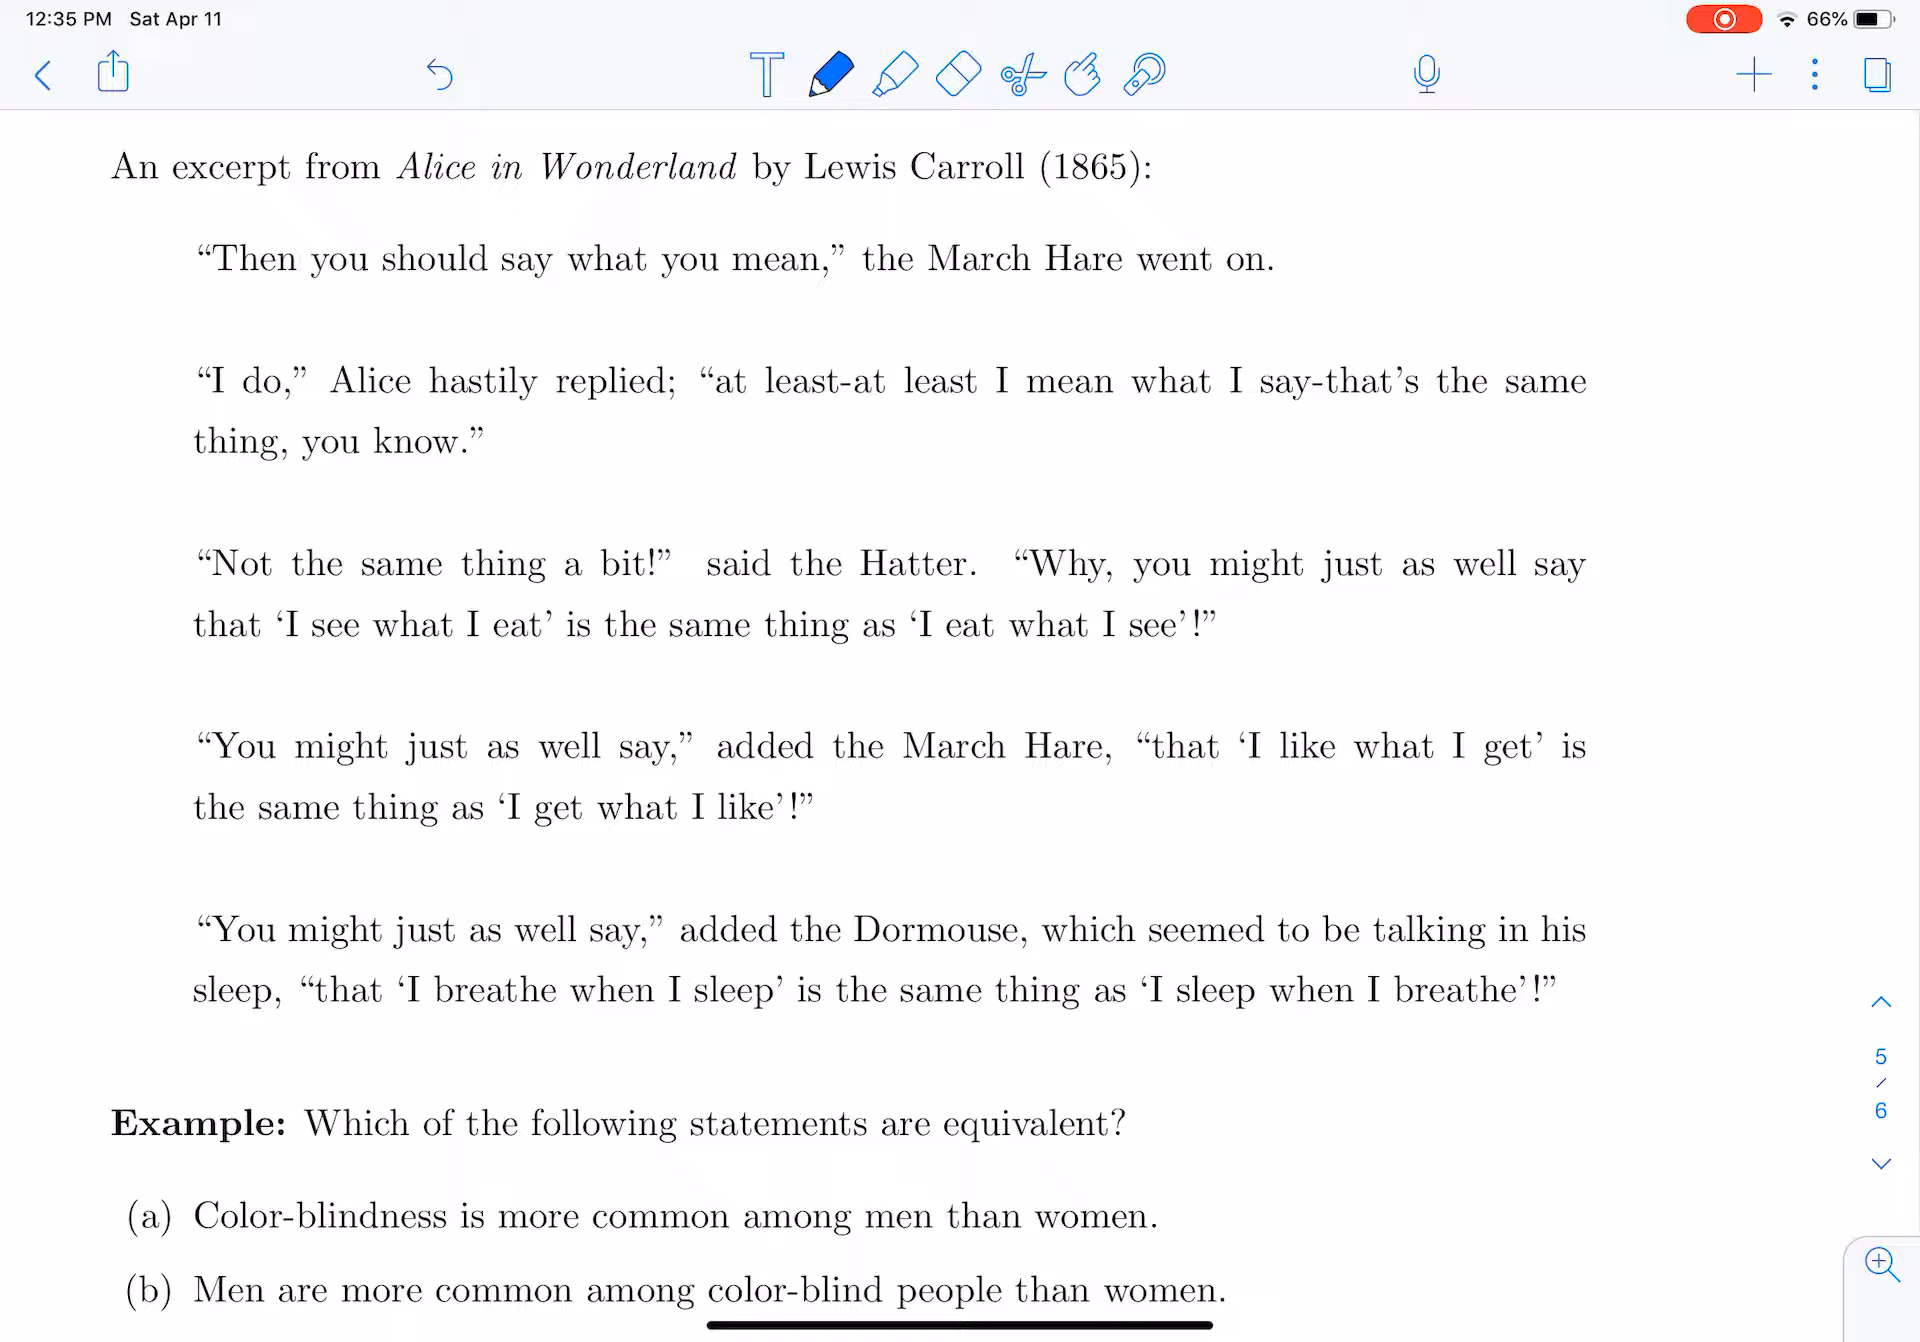 12:35 PM Sat Apr 11
66%
An excerpt from Alice in Wonderland by Lewis Carroll (1865):
“Then you should say what you mean,” the March Hare went on.
“I do,” Alice hastily replied; “at least-at least I mean what I say-that’s the same
thing, you know.”
“Not the same thing a bit!” said the Hatter. “Why, you might just as well say
that ‘I see what I eat’ is the same thing as ‘I eat what I see’!”
“You might just as well say,” added the March Hare, “that ‘I like what I get’ is
the same thing as ‘I get what I like’!”
“You might just as well say,” added the Dormouse, which seemed to be talking in his
sleep, “that ‘I breathe when I sleep’ is the same thing as ‘I sleep when I breathe’!”
5
/
6
Example: Which of the following statements are equivalent?
(a) Color-blindness is more common among men than women.
(b) Men are more common among color-blind people than women.